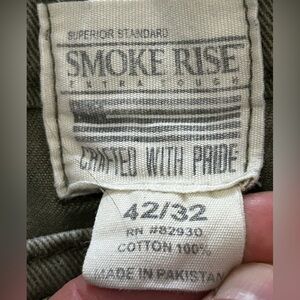 SUPERIOR STANDARD
SMOKE RISE
EXTRA TOUGH
CRAFTED WITH PRIDE
42/32
RN #82930
COTTON 100%
MADE IN PAKISTAN